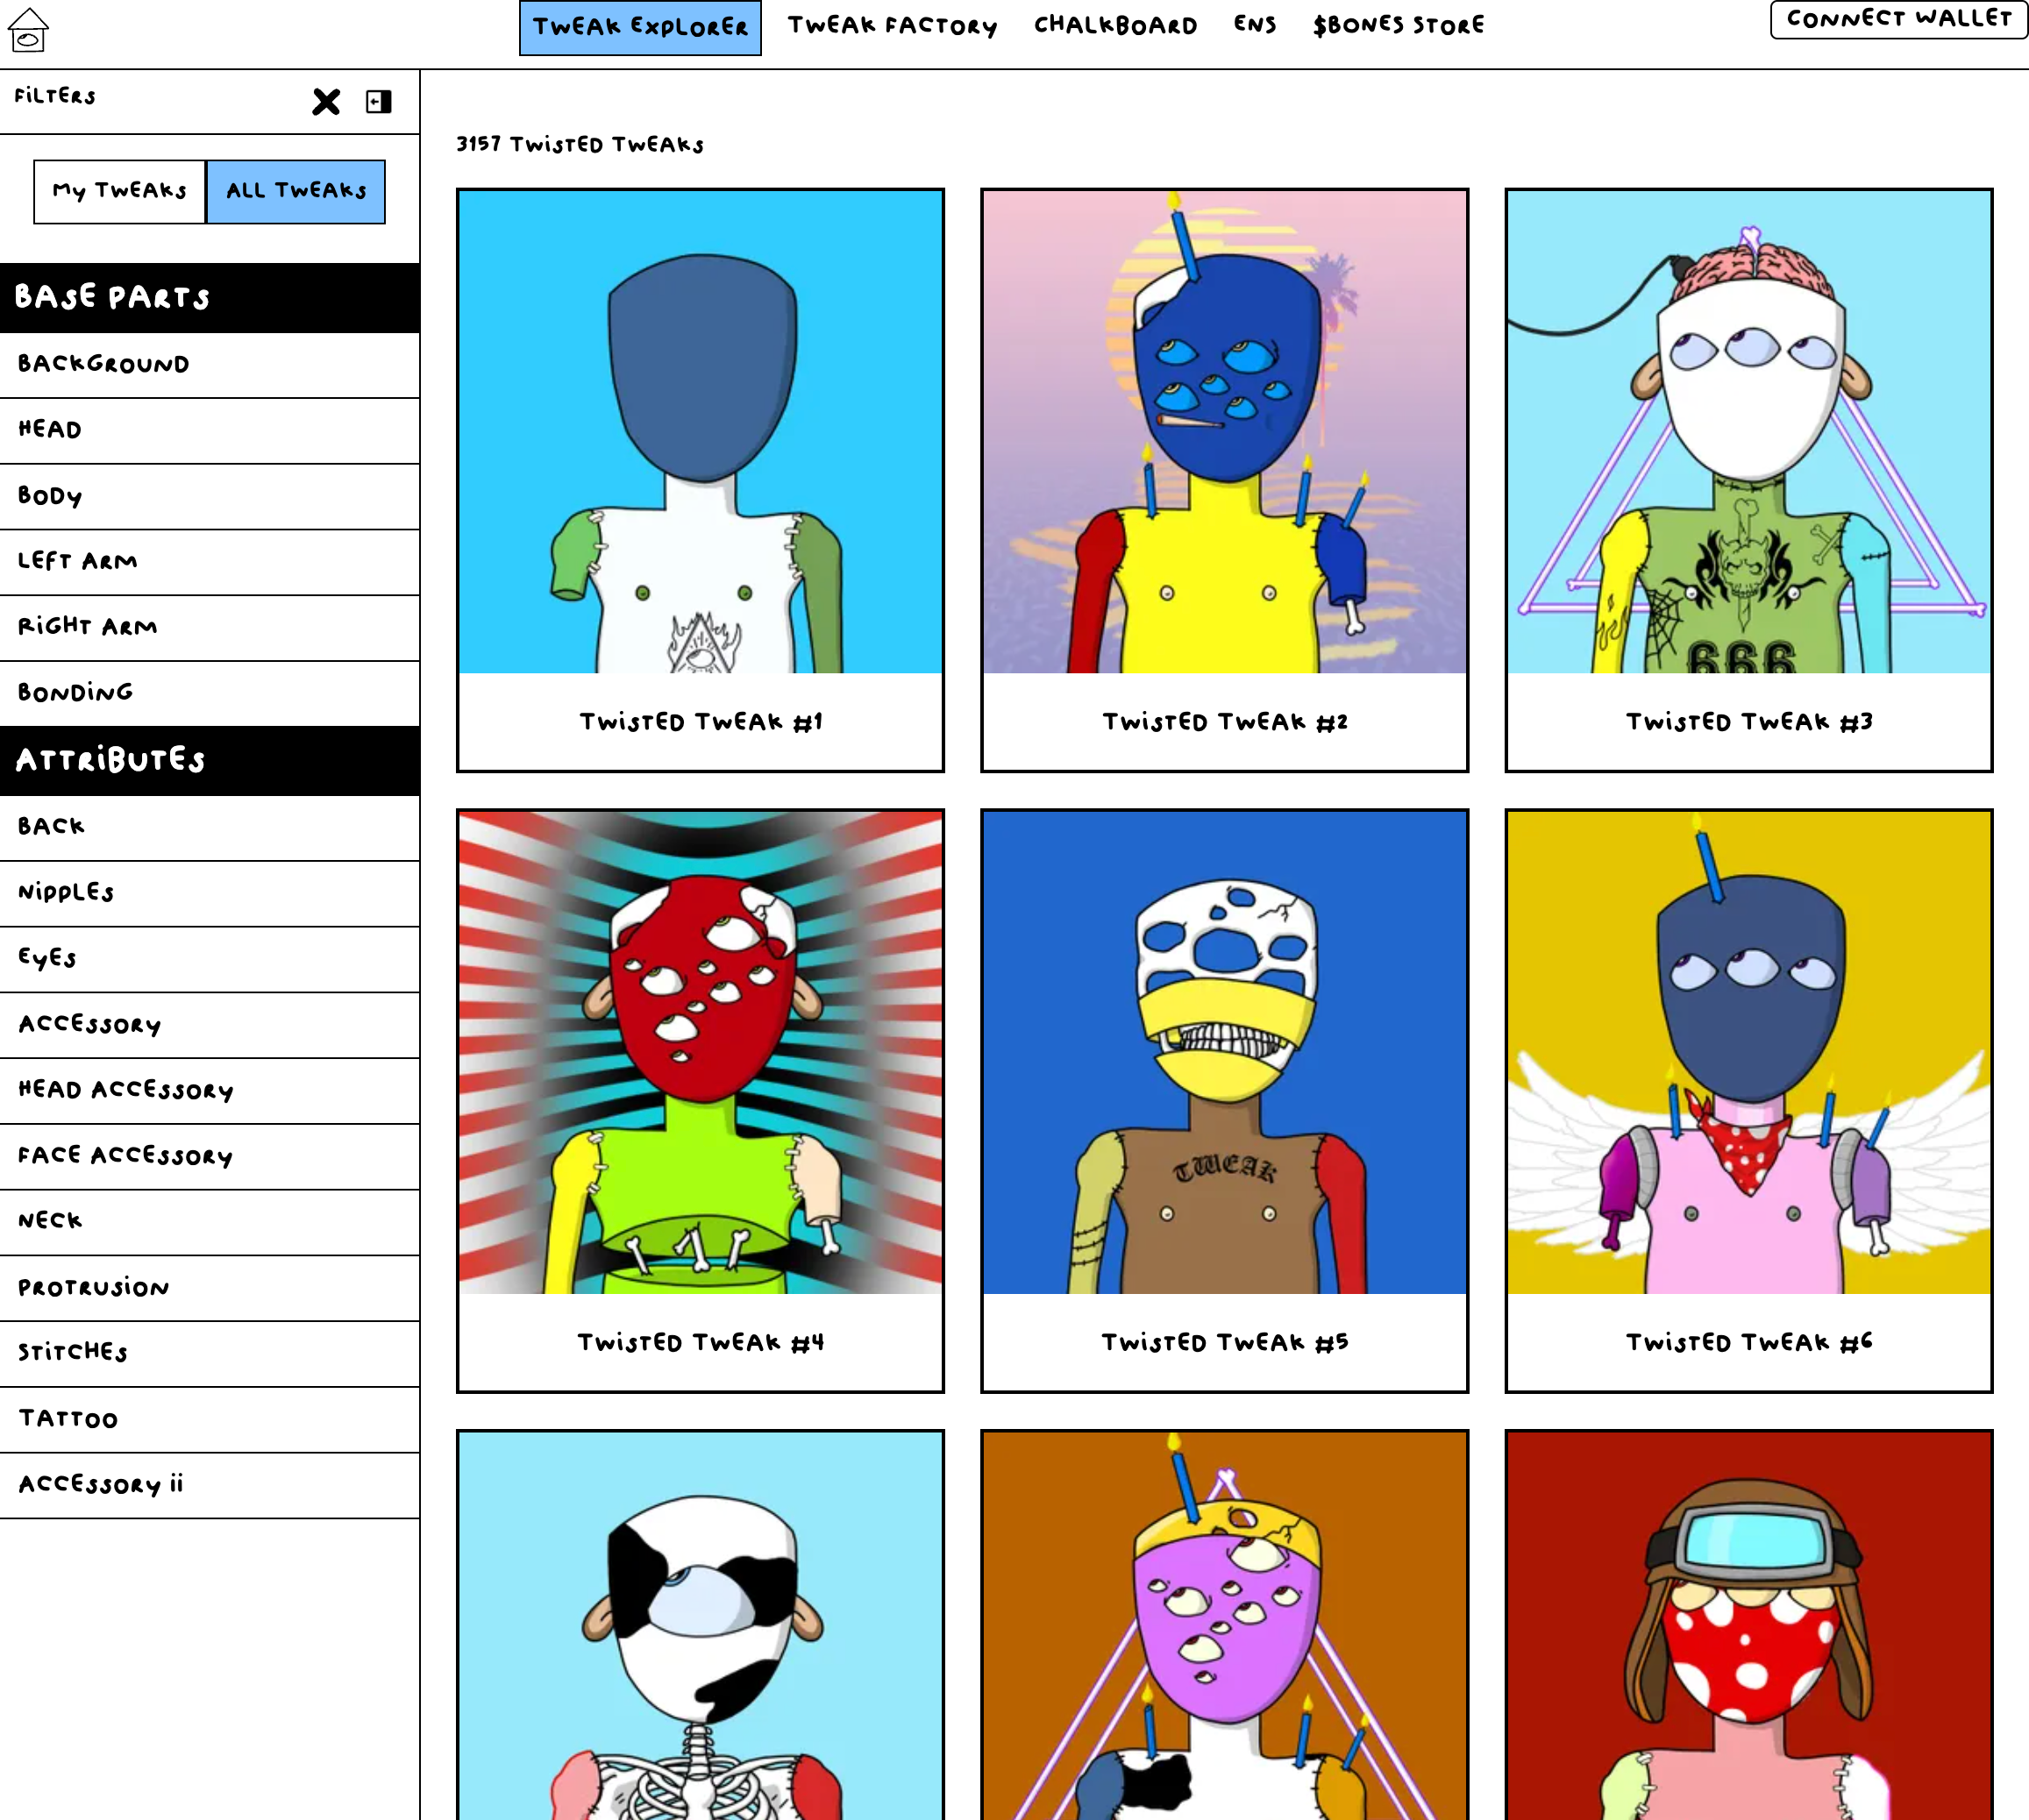 TWEAK EXPLORER
TWEAK FACTORY
CHALKBOARD
ENS
$BONES STORE
CONNECT WALLET
FiLTERS
MY TWEAKS
ALL TWEAKS
3157 TWiSTED TWEAKS
BASE PARTS
BACKGROUND
HEAD
BODY
LEFT ARM
RiGHT ARM
BONDiNG
ATTRiBUTES
BACK
NiPPLES
EYES
ACCESSORY
HEAD ACCESSORY
FACE ACCESSORY
NECK
PROTRUSiON
STiTCHES
TATTOO
ACCESSORY ii
666
TWiSTED TWEAK #1
TWiSTED TWEAK #2
TWiSTED TWEAK #3
TWEAK
TWiSTED TWEAK #4
TWiSTED TWEAK #5
TWiSTED TWEAK #6